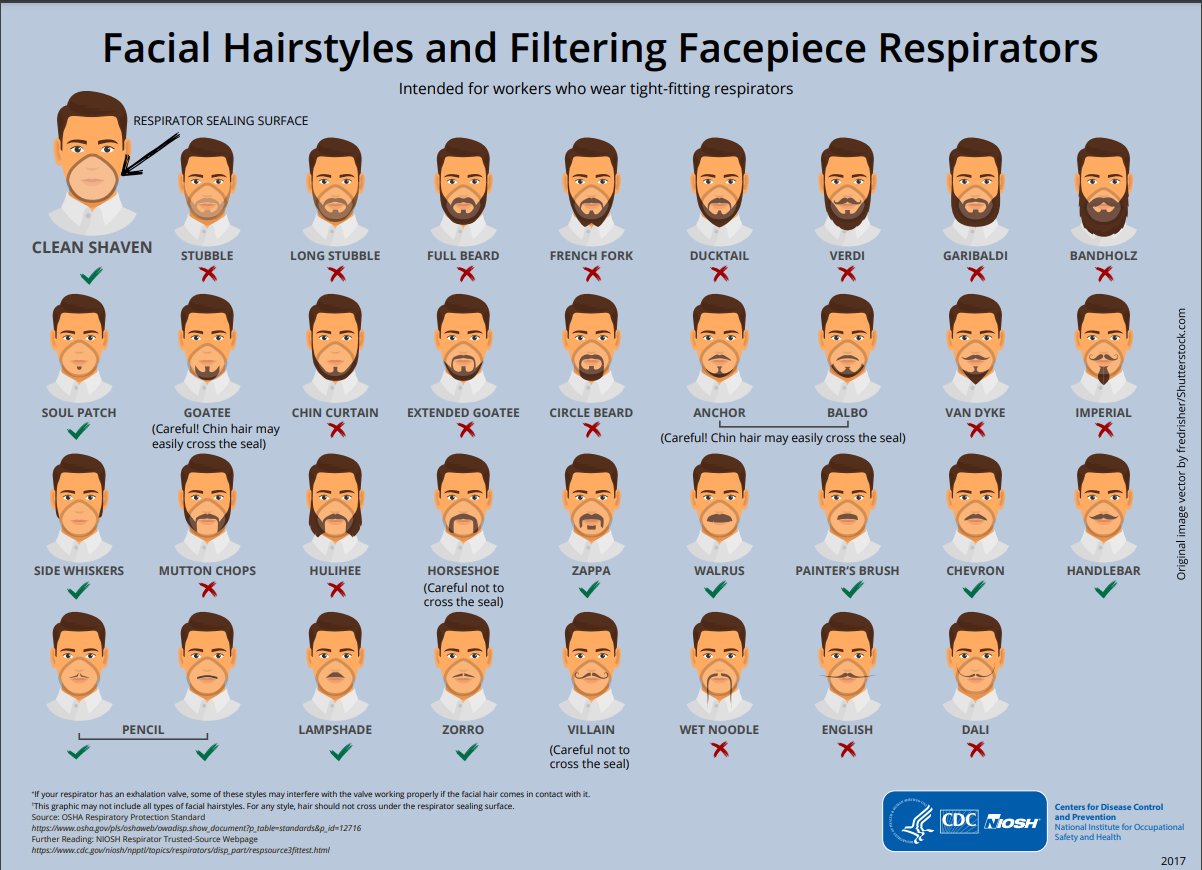 Facial Hairstyles and Filtering Facepiece Respirators
Intended for workers who wear tight-fitting respirators
RESPIRATOR SEALING SURFACE
CLEAN SHAVEN
STUBBLE
LONG STUBBLE
FULL BEARD
FRENCH FORK
DUCKTAIL
VERDI
GARIBALDI
BANDHOLZ
SOUL PATCH
GOATEE
(Careful! Chin hair may
easily cross the seal)
CHIN CURTAIN
EXTENDED GOATEE
CIRCLE BEARD
ANCHOR
BALBO
(Careful! Chin hair may easily cross the seal)
VAN DYKE
IMPERIAL
SIDE WHISKERS
MUTTON CHOPS
HULIHEE
HORSESHOE
(Careful not to
cross the seal)
ZAPPA
WALRUS
PAINTER'S BRUSH
CHEVRON
HANDLEBAR
PENCIL
LAMPSHADE
ZORRO
VILLAIN
(Careful not to
cross the seal)
WET NOODLE
ENGLISH
DALI
Original image vector by fredrisher/Shutterstock.com
*If your respirator has an exhalation valve, some of these styles may interfere with the valve working properly if the facial hair comes in contact with it.
†This graphic may not include all types of facial hairstyles. For any style, hair should not cross under the respirator sealing surface.
Source: OSHA Respiratory Protection Standard
https://www.osha.gov/pls/oshaweb/owadisp.show_document?p_table=standards&p_id=12716
Further Reading: NIOSH Respirator Trusted-Source Webpage
https://www.cdc.gov/niosh/npptl/topics/respirators/disp_part/respsource3fittest.html
CDC
NIOSH
Centers for Disease Control
and Prevention
National Institute for Occupational
Safety and Health
2017